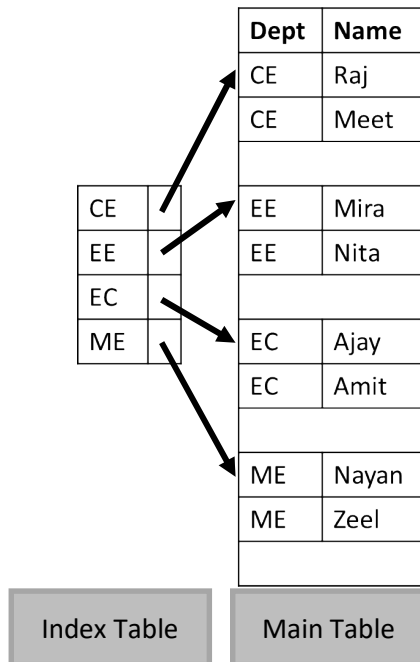 Dept Name
CE Raj
CE Meet
EE Mira
EE Nita
EC Ajay
EC Amit
ME Nayan
ME Zeel
CE
EE
EC
ME
Index Table
Main Table